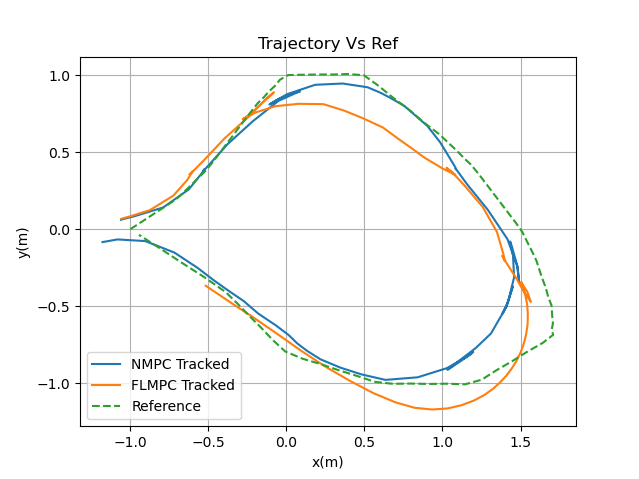 Trajectory Vs Ref
1.0
0.5
0.0
−0.5
−1.0
y(m)
NMPC Tracked
FLMPC Tracked
Reference
−1.0 −0.5 0.0 0.5 1.0 1.5
x(m)